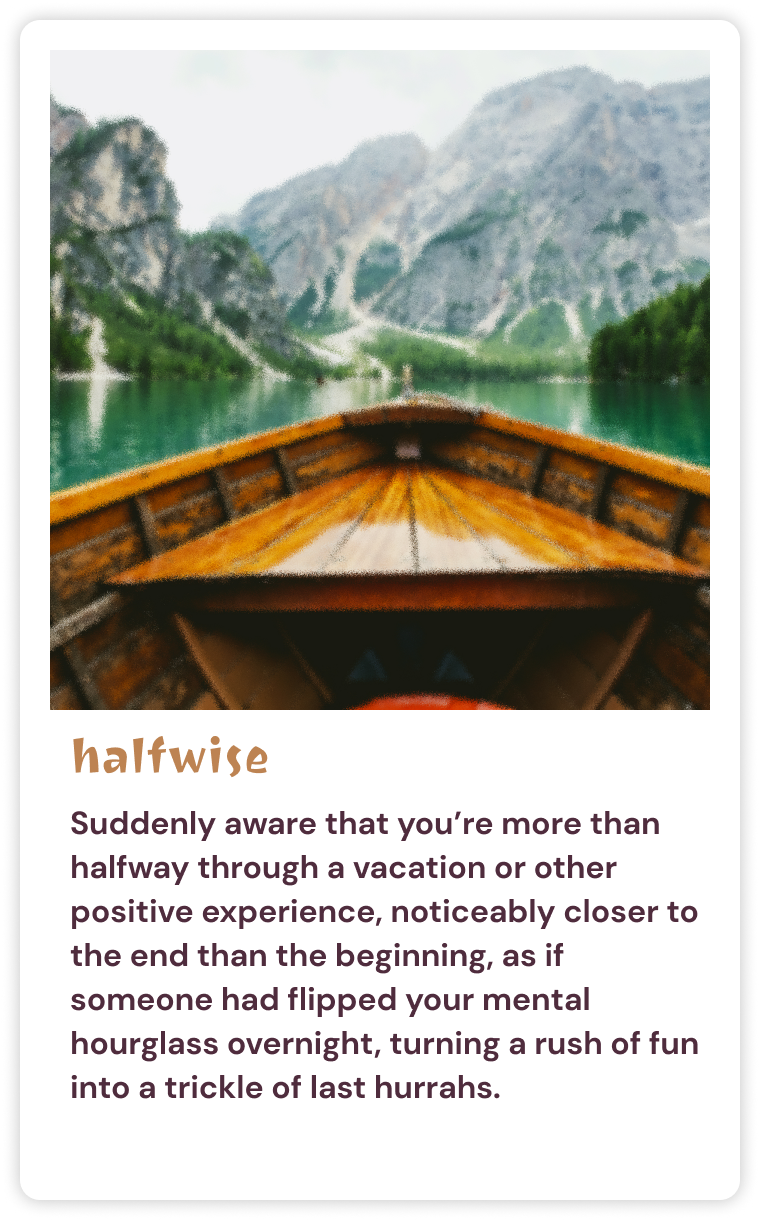 halfwise
Suddenly aware that you’re more than
halfway through a vacation or other
positive experience, noticeably closer to
the end than the beginning, as if
someone had flipped your mental
hourglass overnight, turning a rush of fun
into a trickle of last hurrahs.